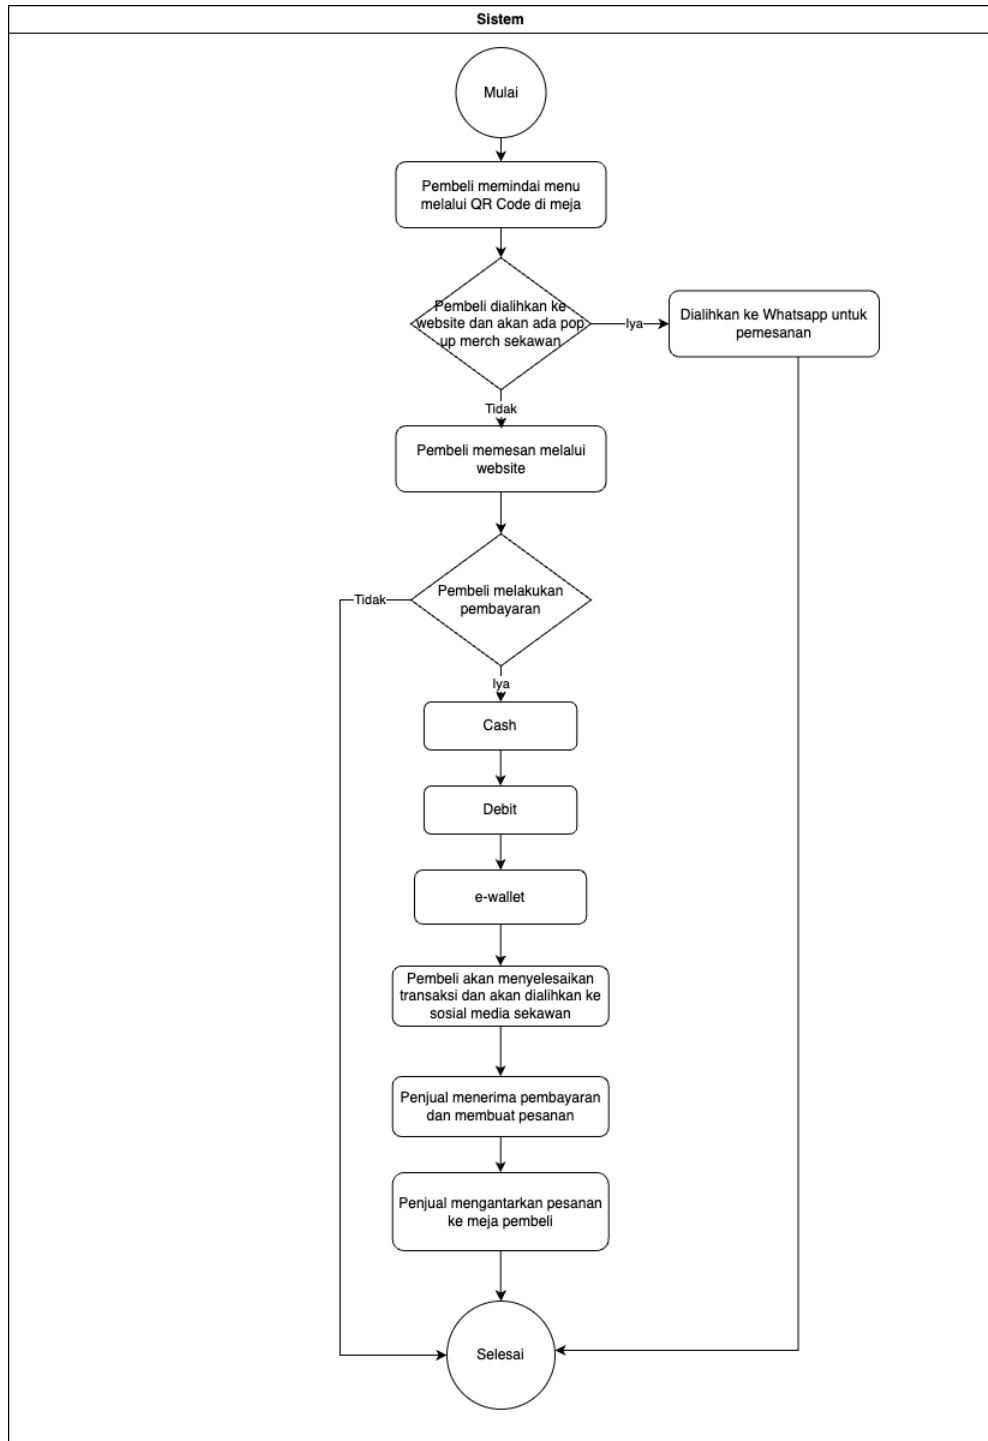 Sistem
Mulai
Pembeli memindai menu
melalui QR Code di meja
Pembeli dialihkan ke
website dan akan ada pop
up merch sekawan
Iya
Dialihkan ke Whatsapp untuk
pemesanan
Tidak
Pembeli memesan melalui
website
Pembeli melakukan
pembayaran
Tidak
Iya
Cash
Debit
e-wallet
Pembeli akan menyelesaikan
transaksi dan akan dialihkan ke
sosial media sekawan
Penjual menerima pembayaran
dan membuat pesanan
Penjual mengantarkan pesanan
ke meja pembeli
Selesai